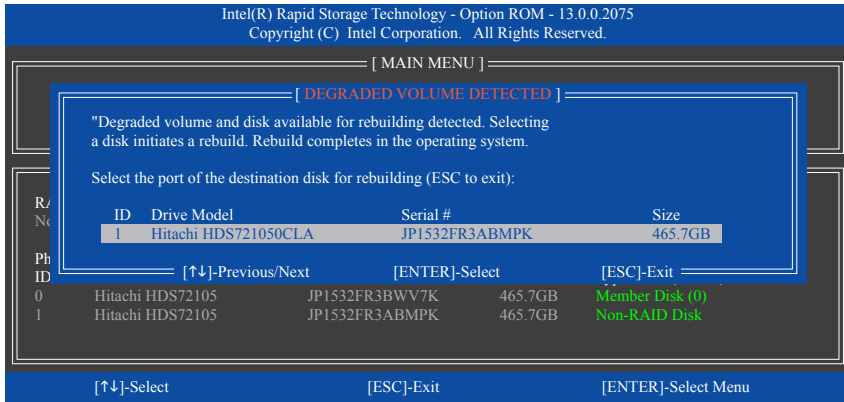 Intel(R) Rapid Storage Technology - Option ROM - 13.0.0.2075
Copyright (C) Intel Corporation. All Rights Reserved.
[ MAIN MENU ]
[ DEGRADED VOLUME DETECTED ]
"Degraded volume and disk available for rebuilding detected. Selecting
a disk initiates a rebuild. Rebuild completes in the operating system.
Select the port of the destination disk for rebuilding (ESC to exit):
ID Drive Model Serial # Size
1 Hitachi HDS721050CLA JP1532FR3ABMPK 465.7GB
[↑↓]-Previous/Next [ENTER]-Select [ESC]-Exit
ID
0 Hitachi HDS72105 JP1532FR3BWV7K 465.7GB Member Disk (0)
1 Hitachi HDS72105 JP1532FR3ABMPK 465.7GB Non-RAID Disk
[↑↓]-Select [ESC]-Exit [ENTER]-Select Menu